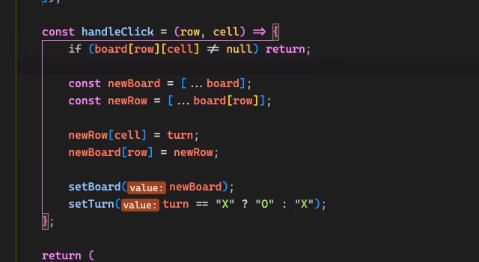 });
const handleClick = (row, cell) => {
if (board[row][cell] != null) return;
const newBoard = [...board];
const newRow = [...board[row]];
newRow[cell] = turn;
newBoard[row] = newRow;
setBoard(value: newBoard);
setTurn(value: turn == "X" ? "O" : "X");
};
return (